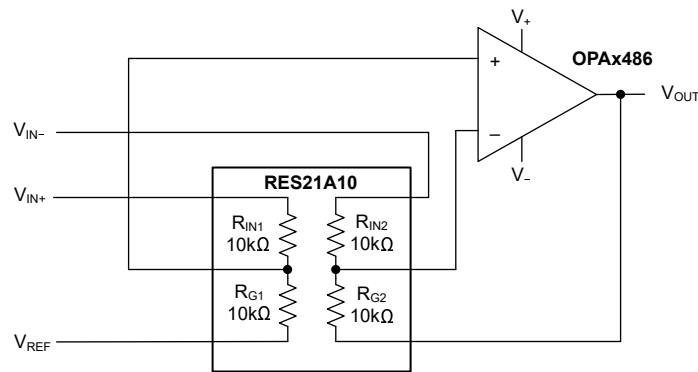 V+
OPAx486
+
VOUT
VIN−
−
V−
RES21A10
VIN+
RIN1
10kΩ
RIN2
10kΩ
RG1
10kΩ
RG2
10kΩ
VREF